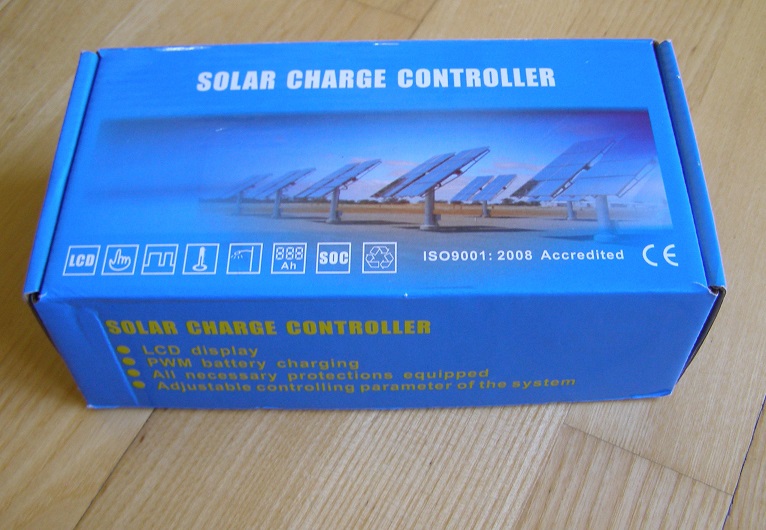 SOLAR CHARGE CONTROLLER
LCD
888
Ah
SOC
ISO9001: 2008 Accredited CE
SOLAR CHARGE CONTROLLER
LCD display
PWM battery charging
All necessary protections equipped
Adjustable controlling parameter of the system